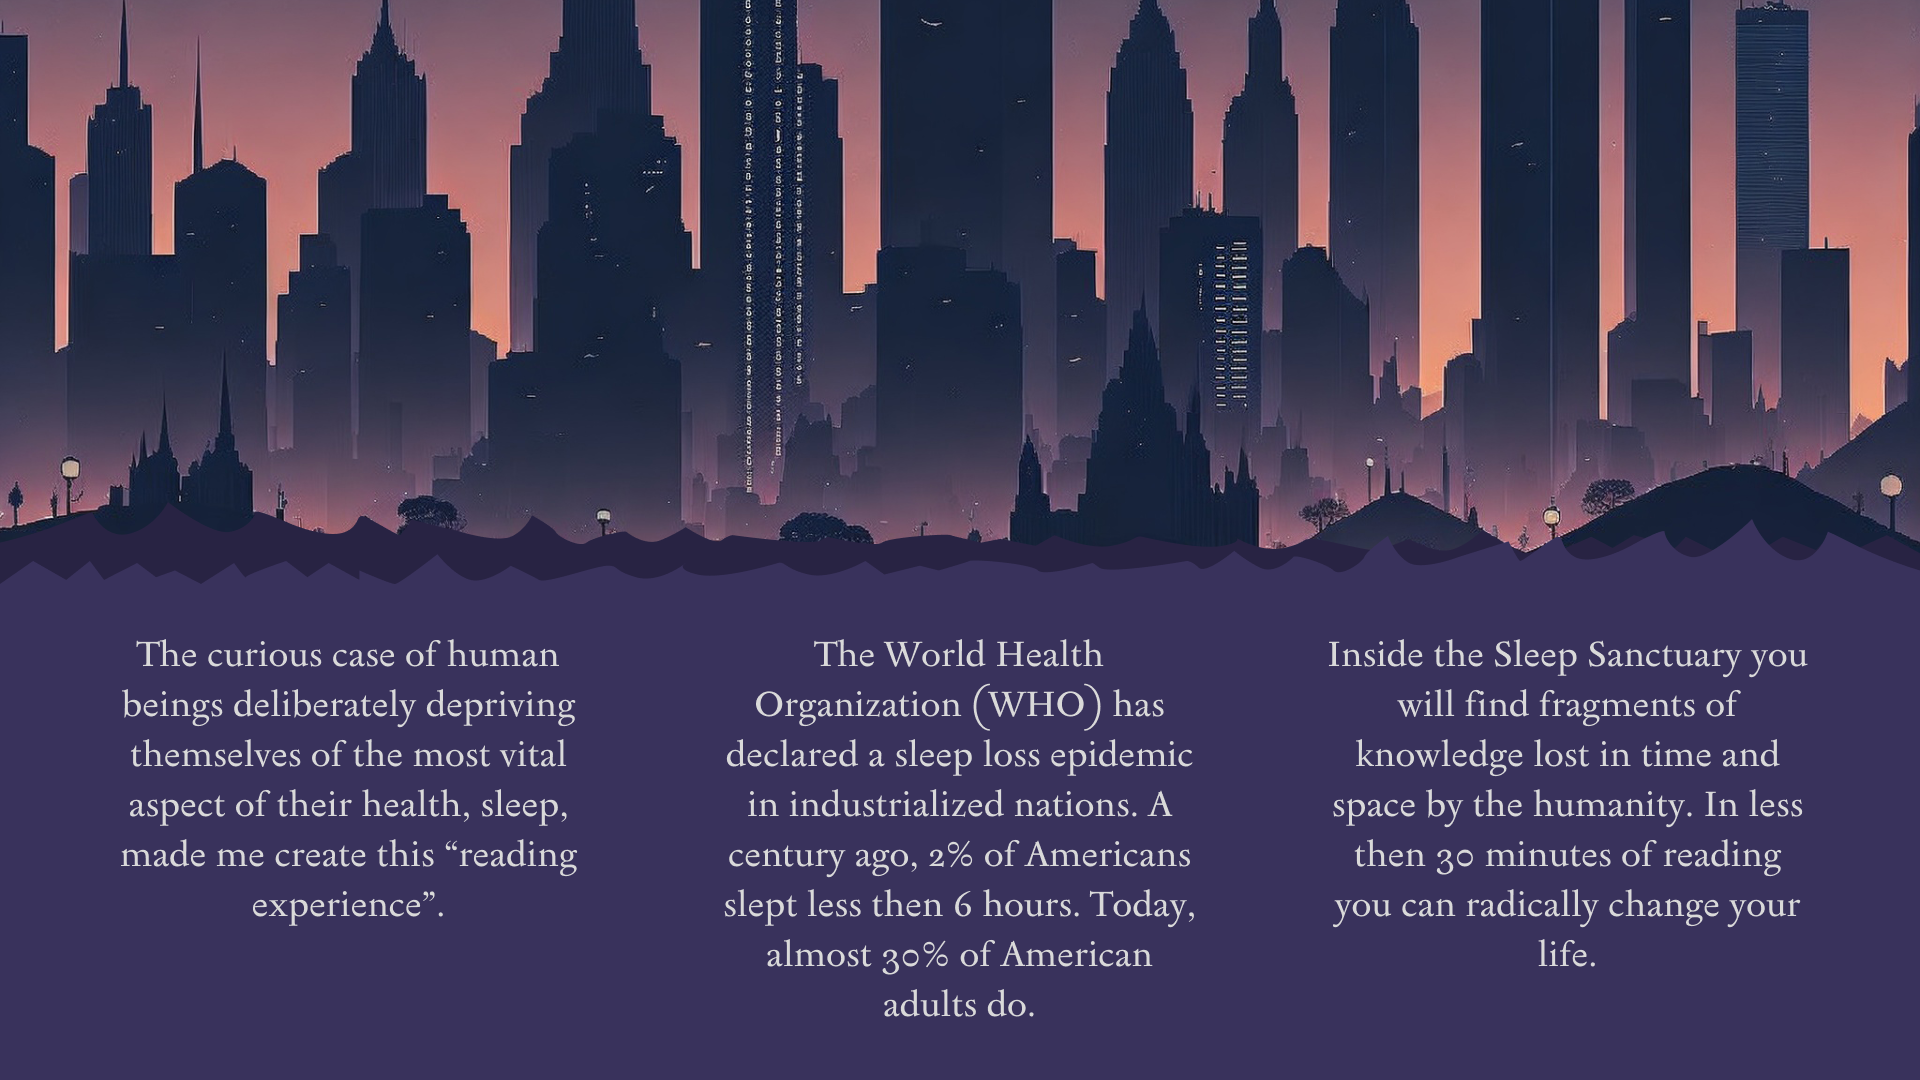 The curious case of human
beings deliberately depriving
themselves of the most vital
aspect of their health, sleep,
made me create this “reading
experience”.
The World Health
Organization (WHO) has
declared a sleep loss epidemic
in industrialized nations. A
century ago, 2% of Americans
slept less then 6 hours. Today,
almost 30% of American
adults do.
Inside the Sleep Sanctuary you
will find fragments of
knowledge lost in time and
space by the humanity. In less
then 30 minutes of reading
you can radically change your
life.